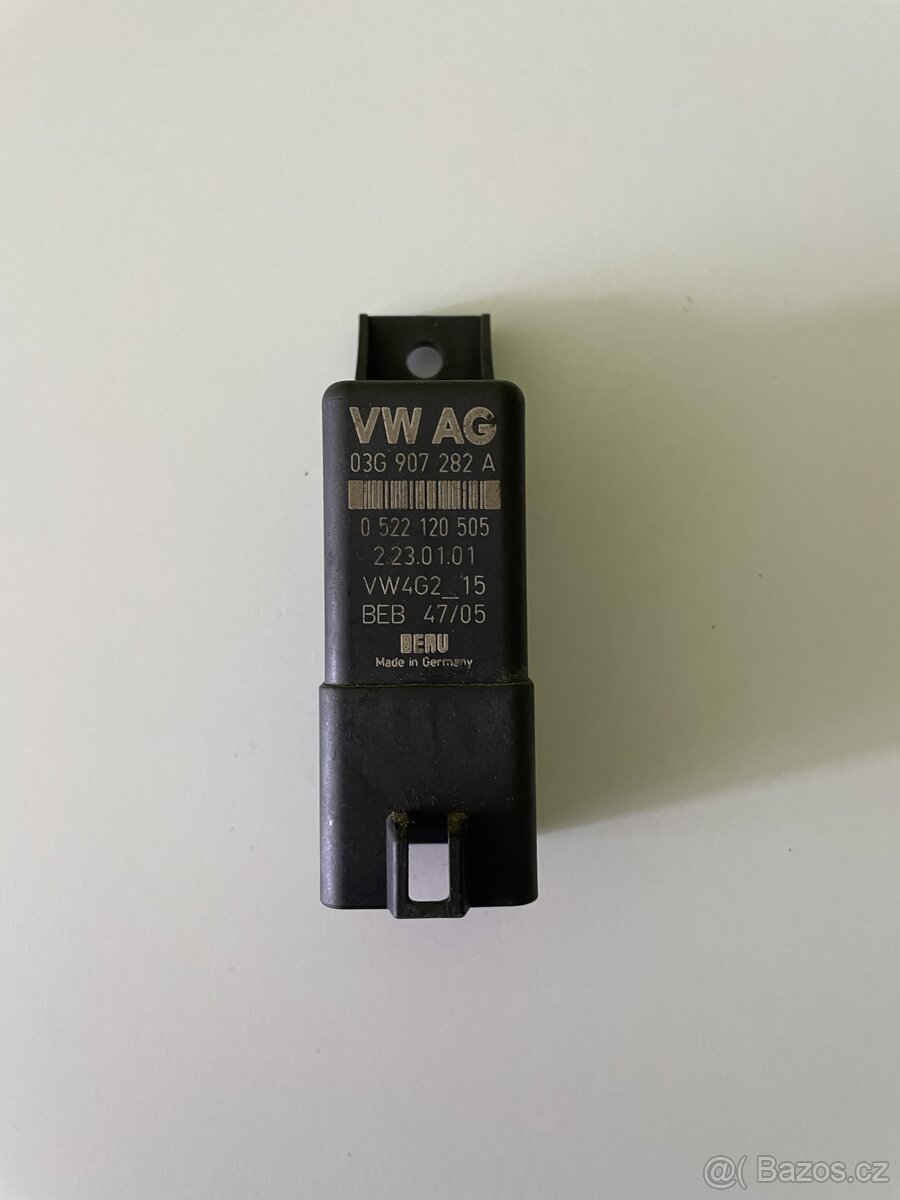 VW AG
03G 907 282 A
0 522 120 505
2.23.01.01
VW4G2_15
BEB 47/05
BERU
Made in Germany
@( Bazos.cz